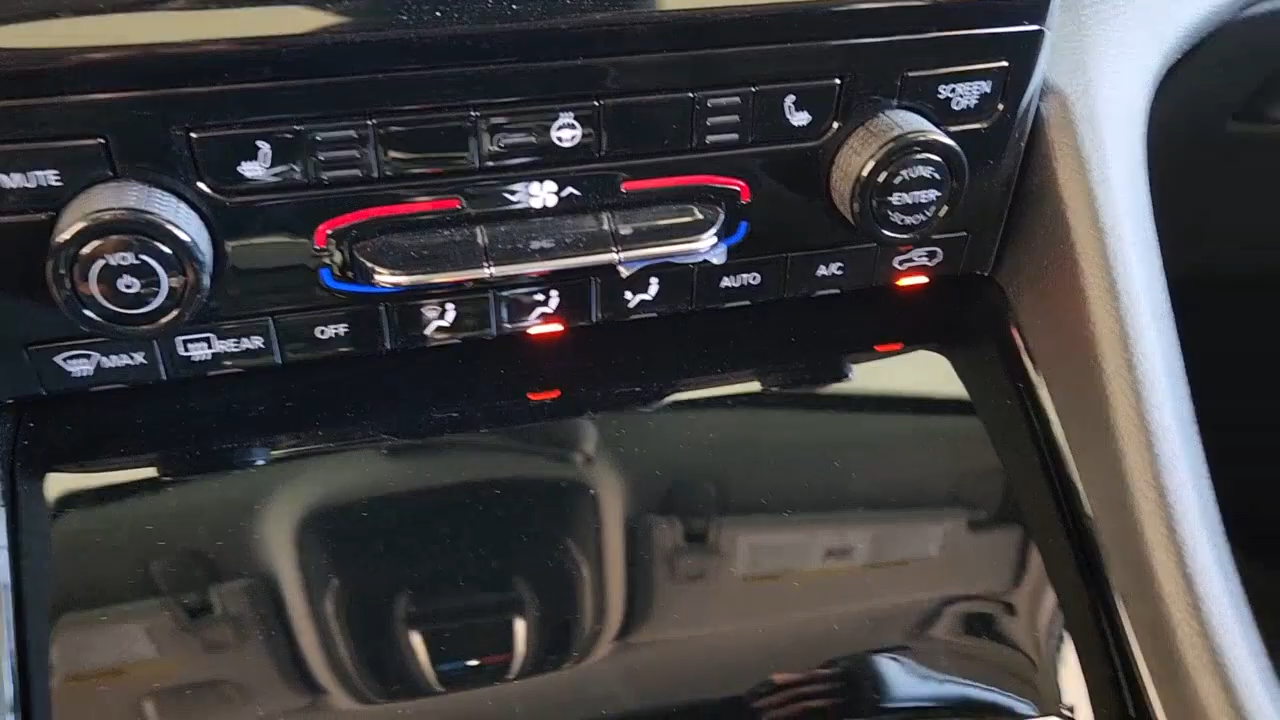 SCREEN
OFF
MUTE
TUNE
ENTER
SCROLL
VOL
AUTO
A/C
OFF
REAR
MAX